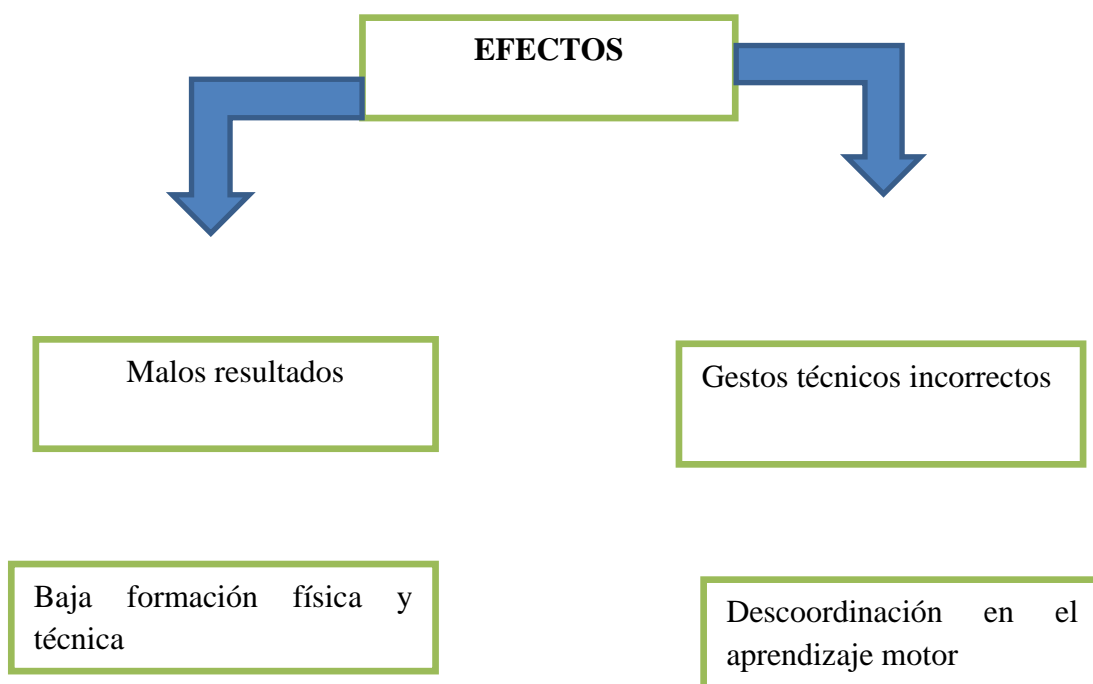 EFECTOS
Malos resultados
Gestos técnicos incorrectos
Baja formación física y
técnica
Descoordinación en el
aprendizaje motor